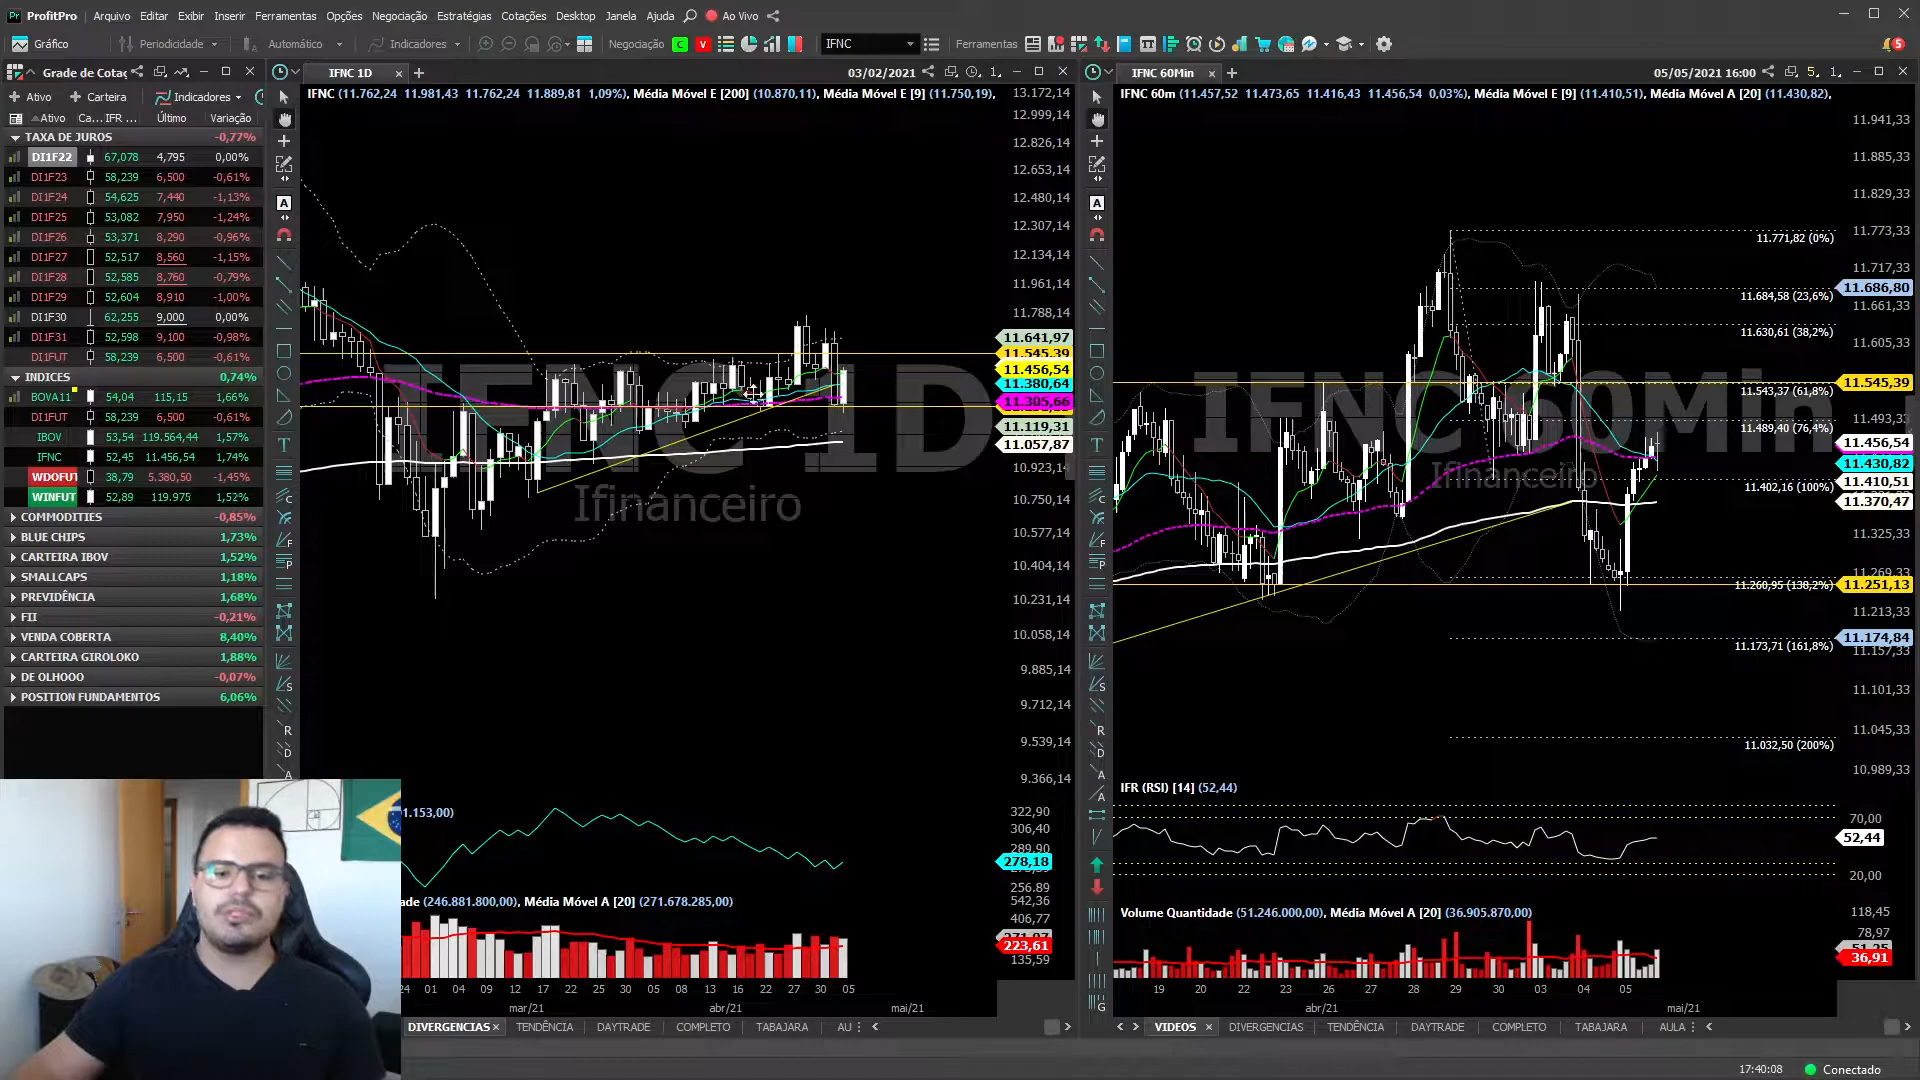 ProfitPro Arquivo Editar Exibir Inserir Ferramentas Opções Negociação Estratégias Cotações Desktop Janela Ajuda Ao Vivo
Gráfico Periodicidade Automático Indicadores Negociação C V IFNC Ferramentas 5
Grade de Cotaç
Ativo Carteira Indicadores
Ativo Ca... IFR ... Último Variação
TAXA DE JUROS -0,77%
DI1F22 67,078 4,795 0,00%
DI1F23 58,239 6,500 -0,61%
DI1F24 54,625 7,440 -1,13%
DI1F25 53,082 7,950 -1,24%
DI1F26 53,371 8,290 -0,96%
DI1F27 52,517 8,560 -1,15%
DI1F28 52,585 8,760 -0,79%
DI1F29 52,604 8,910 -1,00%
DI1F30 62,255 9,000 0,00%
DI1F31 52,598 9,100 -0,98%
DI1FUT 58,239 6,500 -0,61%
INDICES 0,74%
BOVA11 54,04 115,15 1,66%
DI1FUT 58,239 6,500 -0,61%
IBOV 53,54 119.564,44 1,57%
IFNC 52,45 11.456,54 1,74%
WDOFUT 38,79 5.380,50 -1,45%
WINFUT 52,89 119.975 1,52%
COMMODITIES -0,85%
BLUE CHIPS 1,73%
CARTEIRA IBOV 1,52%
SMALLCAPS 1,18%
PREVIDÊNCIA 1,68%
FII -0,21%
VENDA COBERTA 8,40%
CARTEIRA GIROLOKO 1,88%
DE OLHOOO -0,07%
POSITION FUNDAMENTOS 6,06%
IFNC 1D 03/02/2021 1
IFNC (11.762,24 11.981,43 11.762,24 11.889,81 1,09%), Média Móvel E [200] (10.870,11), Média Móvel E [9] (11.750,19),
13.172,14
12.999,14
12.826,14
12.653,14
12.480,14
12.307,14
12.134,14
11.961,14
11.788,14
11.641,97
11.545,39
11.456,54
11.380,64
11.305,66
11.119,31
11.057,87
10.923,14
10.750,14
10.577,14
10.404,14
10.231,14
10.058,14
9.885,14
9.712,14
9.539,14
9.366,14
IFNC 1D
Ifinanceiro
1.153,00)
322,90
306,40
289,90
278,18
256,89
ade (246.881.800,00), Média Móvel A [20] (271.678.285,00)
542,36
406,77
223,61
135,59
24 01 04 09 12 17 22 25 30 05 08 13 16 22 27 30 05
mar/21 abr/21 mai/21
DIVERGENCIAS TENDÊNCIA DAYTRADE COMPLETO TABAJARA AU
IFNC 60Min 05/05/2021 16:00 5 1
IFNC 60m (11.457,52 11.473,65 11.416,43 11.456,54 0,03%), Média Móvel E [9] (11.410,51), Média Móvel A [20] (11.430,82),
11.941,33
11.885,33
11.829,33
11.773,33
11.771,82 (0%)
11.717,33
11.686,80
11.684,58 (23,6%)
11.661,33
11.630,61 (38,2%)
11.605,33
11.545,39
11.543,37 (61,8%)
11.493,33
11.489,40 (76,4%)
11.456,54
11.430,82
11.410,51
11.402,16 (100%)
11.370,47
11.325,33
11.269,33
11.260,95 (138,2%)
11.251,13
11.213,33
11.174,84
11.173,71 (161,8%)
11.157,33
11.101,33
11.045,33
11.032,50 (200%)
10.989,33
IFNC 60Min
Ifinanceiro
IFR (RSI) [14] (52,44)
70,00
52,44
20,00
Volume Quantidade (51.246.000,00), Média Móvel A [20] (36.905.870,00)
118,45
78,97
51,25
36,91
19 20 22 23 26 27 28 29 30 03 04 05
abr/21 mai/21
VIDEOS DIVERGENCIAS TENDÊNCIA DAYTRADE COMPLETO TABAJARA AULA
17:40:08 Conectado